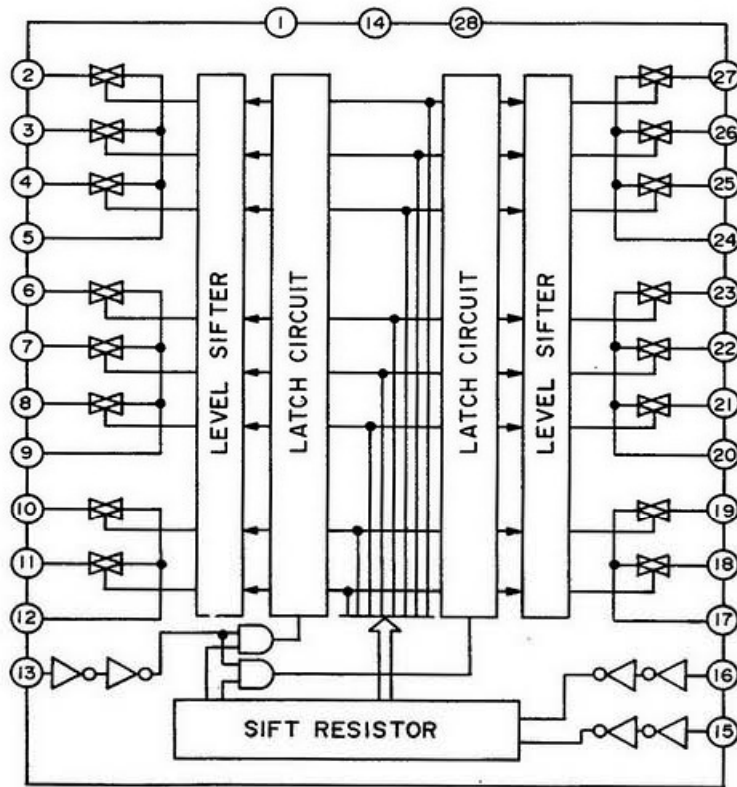 1 14 28
2 27
3 26
4 25
5 24
6 23
7 22
8 21
9 20
10 19
11 18
12 17
13 16
15
LEVEL SIFTER
LATCH CIRCUIT
LATCH CIRCUIT
LEVEL SIFTER
SIFT RESISTOR